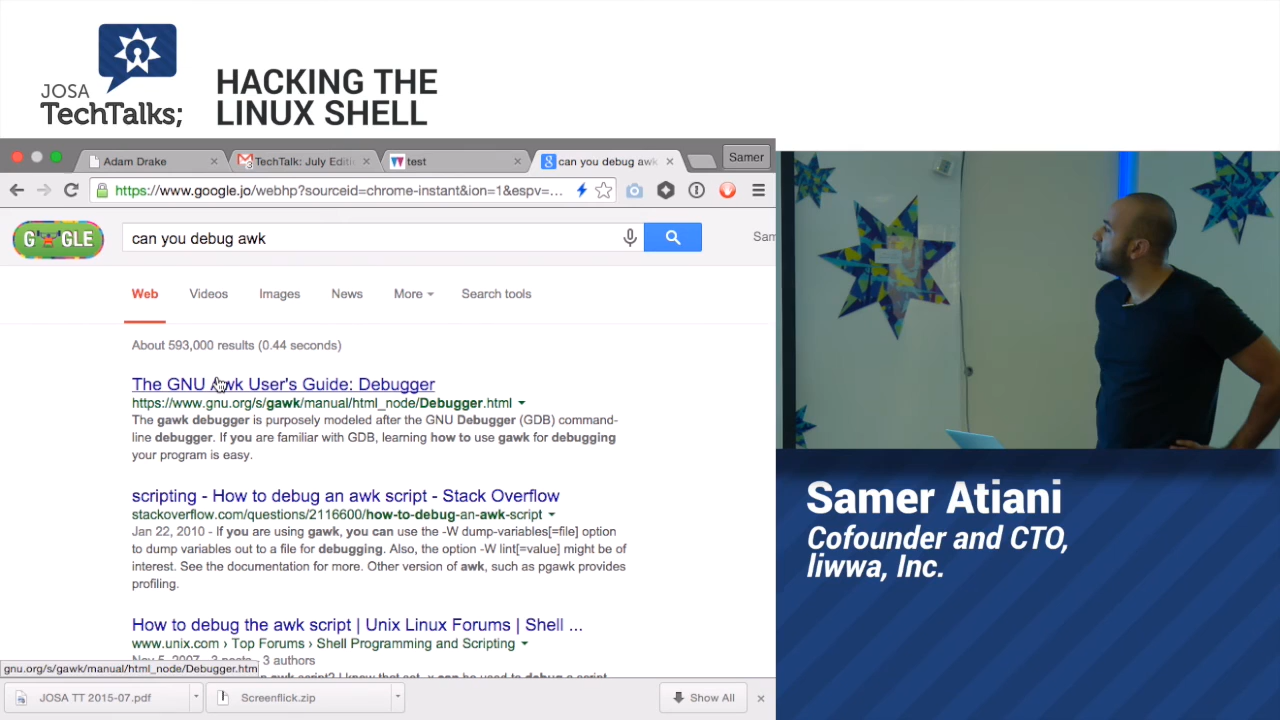 JOSA
TechTalks;
HACKING THE
LINUX SHELL
Adam Drake
TechTalk: July Editi
test
can you debug awk
Samer
https://www.google.jo/webhp?sourceid=chrome-instant&ion=1&espv=...
G GLE
can you debug awk
Sam
Web
Videos
Images
News
More
Search tools
About 593,000 results (0.44 seconds)
The GNU Awk User's Guide: Debugger
https://www.gnu.org/s/gawk/manual/html_node/Debugger.html
The gawk debugger is purposely modeled after the GNU Debugger (GDB) command-
line debugger. If you are familiar with GDB, learning how to use gawk for debugging
your program is easy.
scripting - How to debug an awk script - Stack Overflow
stackoverflow.com/questions/2116600/how-to-debug-an-awk-script
Jan 22, 2010 - If you are using gawk, you can use the -W dump-variables[=file] option
to dump variables out to a file for debugging. Also, the option -W lint[=value] might be of
interest. See the documentation for more. Other version of awk, such as pgawk provides
profiling.
How to debug the awk script | Unix Linux Forums | Shell ...
www.unix.com › Top Forums › Shell Programming and Scripting
Nov 5, 2007 - 3 posts - 3 authors
gnu.org/s/gawk/manual/html_node/Debugger.htm
JOSA TT 2015-07.pdf
Screenflick.zip
Show All
Samer Atiani
Cofounder and CTO,
liwwa, Inc.